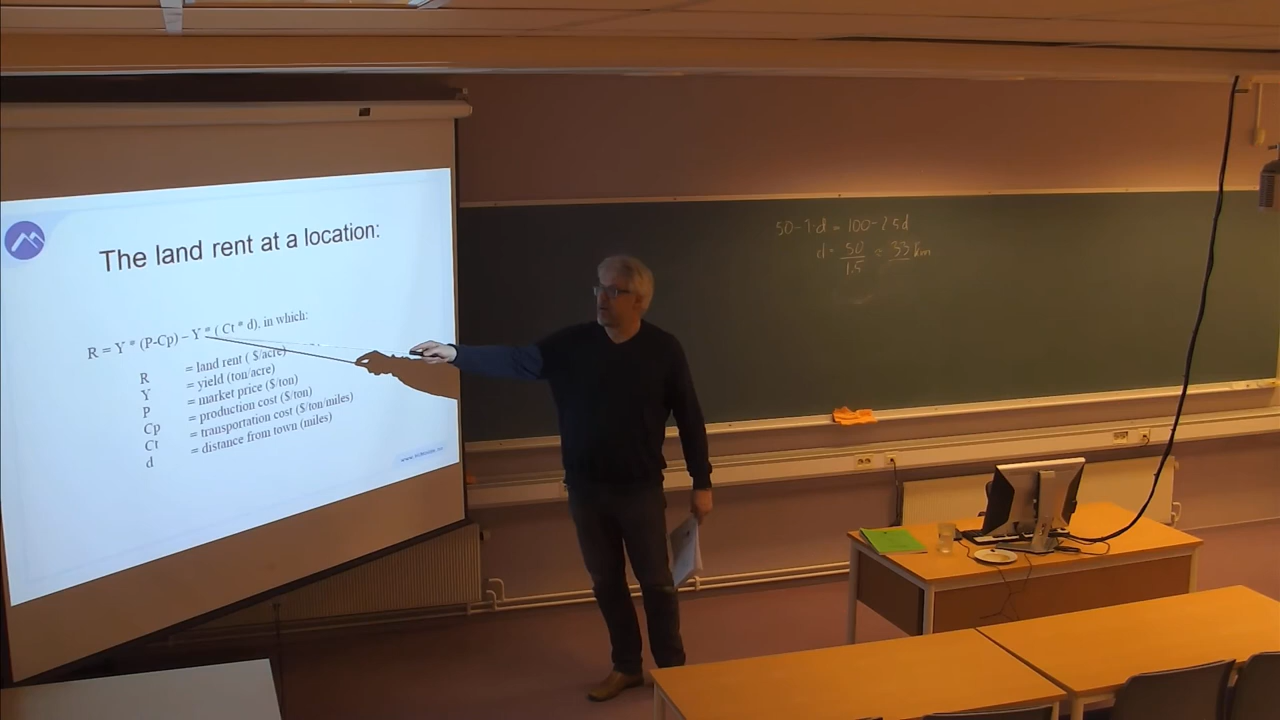 The land rent at a location:
R = Y * (P-Cp) – Y * ( Ct * d), in which:
R = land rent ( $/acre)
Y = yield (ton/acre)
P = market price ($/ton)
Cp = production cost ($/ton)
Ct = transportation cost ($/ton/miles)
d = distance from town (miles)
50-1·d = 100-2.5d
d = 50/1.5 = 33 km